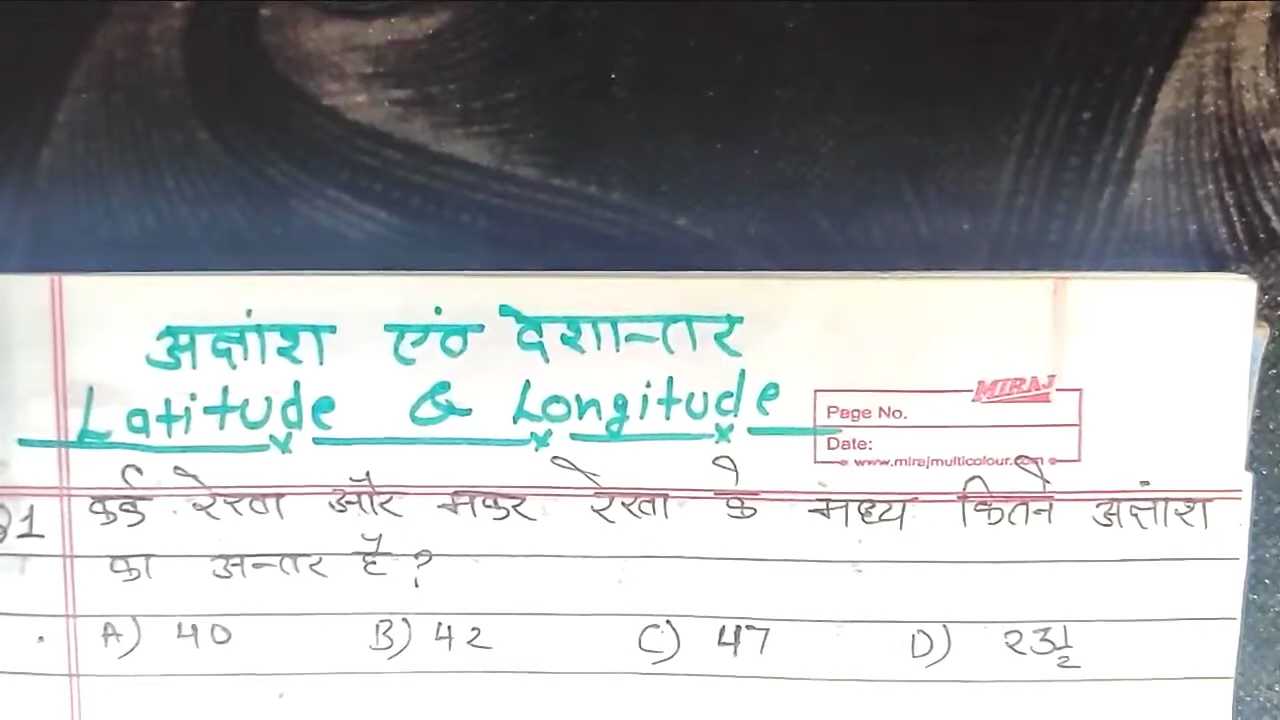 अक्षांश एंव देशान्तर
Latitude & Longitude
MIRAJ
Page No.
Date:
www.mirajmulticolour.com
Q1 कर्क रेखा और मकर रेखा के मध्य कितने अक्षांश
का अन्तर है ?
A) 40 B) 42 C) 47 D) 23½